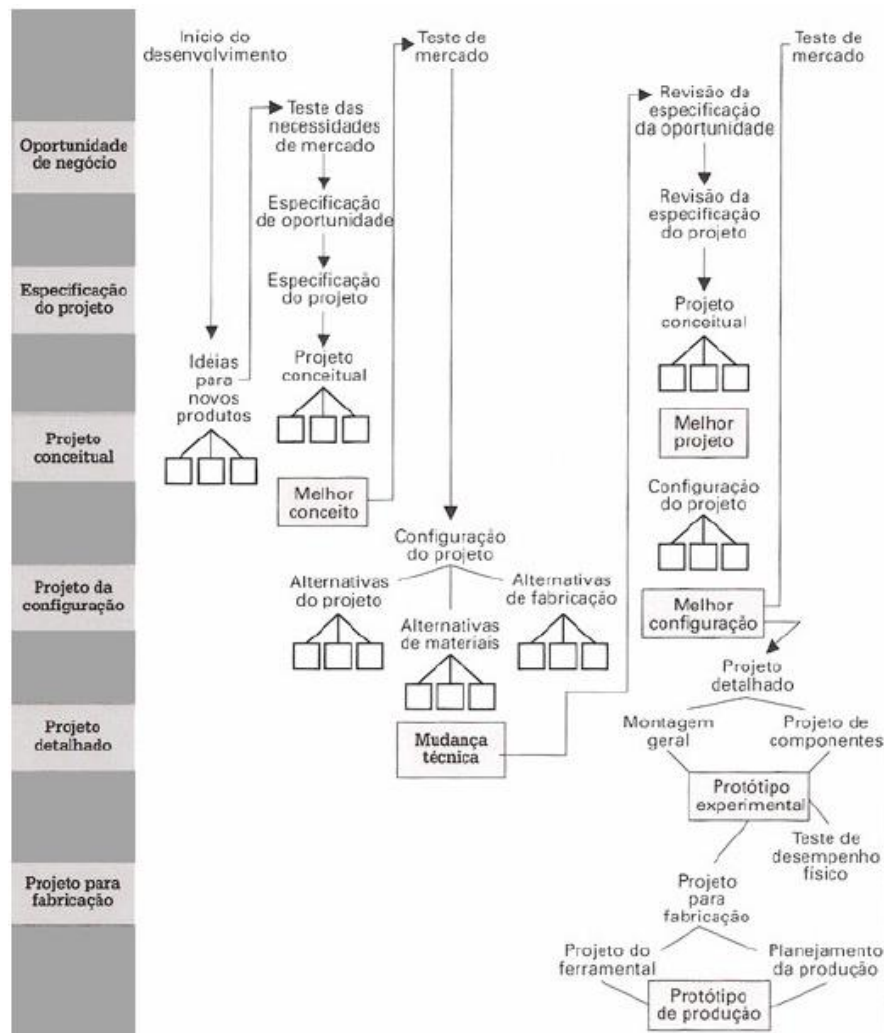 Oportunidade
de negócio
Especificação
do projeto
Projeto
conceitual
Projeto da
configuração
Projeto
detalhado
Projeto para
fabricação
Início do
desenvolvimento
Idéias
para
novos
produtos
Teste das
necessidades
de mercado
Especificação
de oportunidade
Especificação
do projeto
Projeto
conceitual
Melhor
conceito
Teste de
mercado
Configuração
do projeto
Alternativas
do projeto
Alternativas
de materiais
Alternativas
de fabricação
Mudança
técnica
Revisão da
especificação
da oportunidade
Revisão da
especificação
do projeto
Projeto
conceitual
Melhor
projeto
Configuração
do projeto
Melhor
configuração
Teste de
mercado
Projeto
detalhado
Montagem
geral
Projeto de
componentes
Protótipo
experimental
Teste de
desempenho
físico
Projeto
para
fabricação
Projeto do
ferramental
Planejamento
da produção
Protótipo
de produção